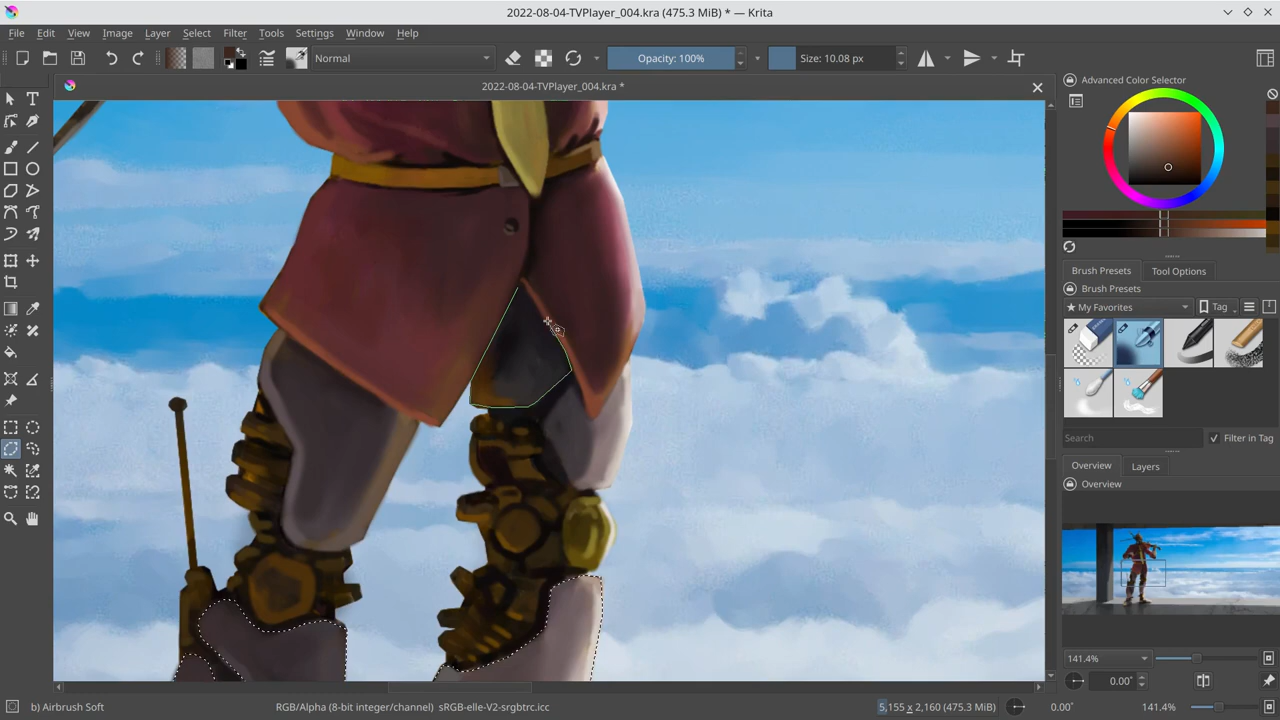 2022-08-04-TVPlayer_004.kra (475.3 MiB) * — Krita
File Edit View Image Layer Select Filter Tools Settings Window Help
Normal Opacity: 100% Size: 10.08 px
2022-08-04-TVPlayer_004.kra *
Advanced Color Selector
Brush Presets Tool Options
Brush Presets
★ My Favorites Tag
Search Filter in Tag
Overview Layers
Overview
141.4%
0.00°
b) Airbrush Soft RGB/Alpha (8-bit integer/channel) sRGB-elle-V2-srgbtrc.icc 5,155 x 2,160 (475.3 MiB) 0.00° 141.4%